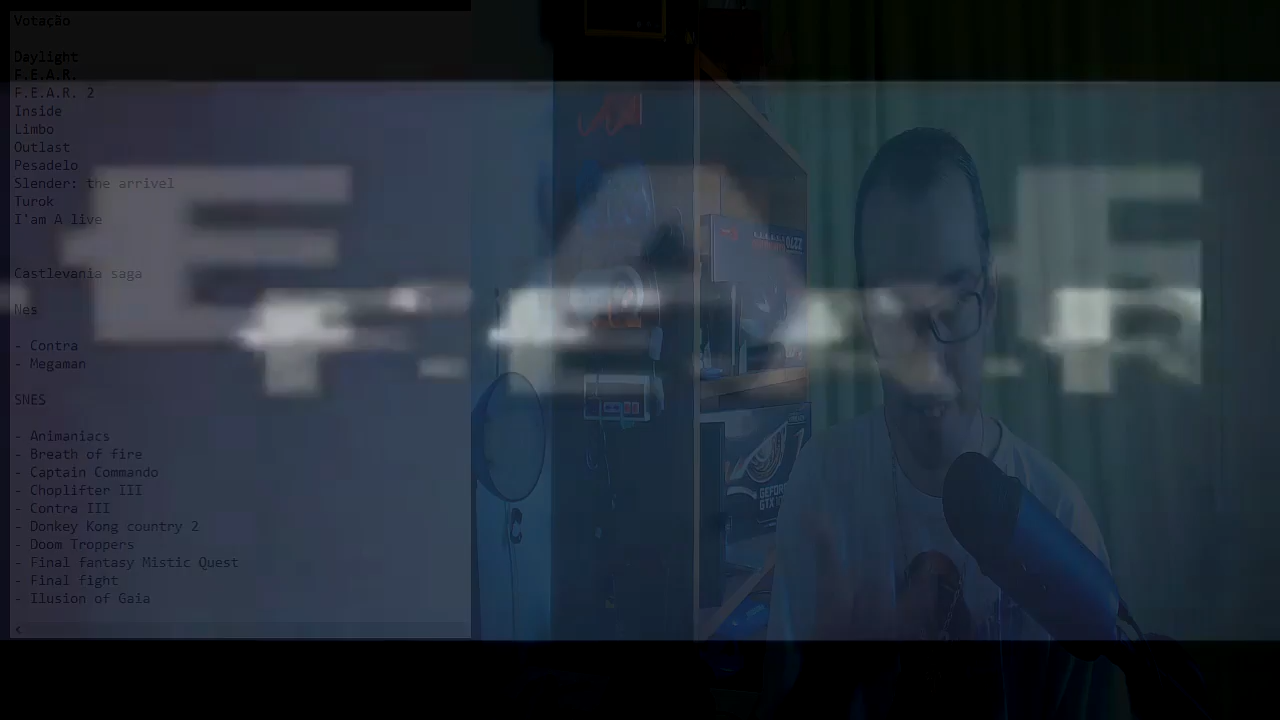 Votação
Daylight
F.E.A.R.
F.E.A.R. 2
Inside
Limbo
Outlast
Pesadelo
Slender: the arrivel
Turok
I'am A live
Castlevania saga
Nes
- Contra
- Megaman
SNES
- Animaniacs
- Breath of fire
- Captain Commando
- Choplifter III
- Contra III
- Donkey Kong country 2
- Doom Troppers
- Final fantasy Mistic Quest
- Final fight
- Ilusion of Gaia
GEFORCE